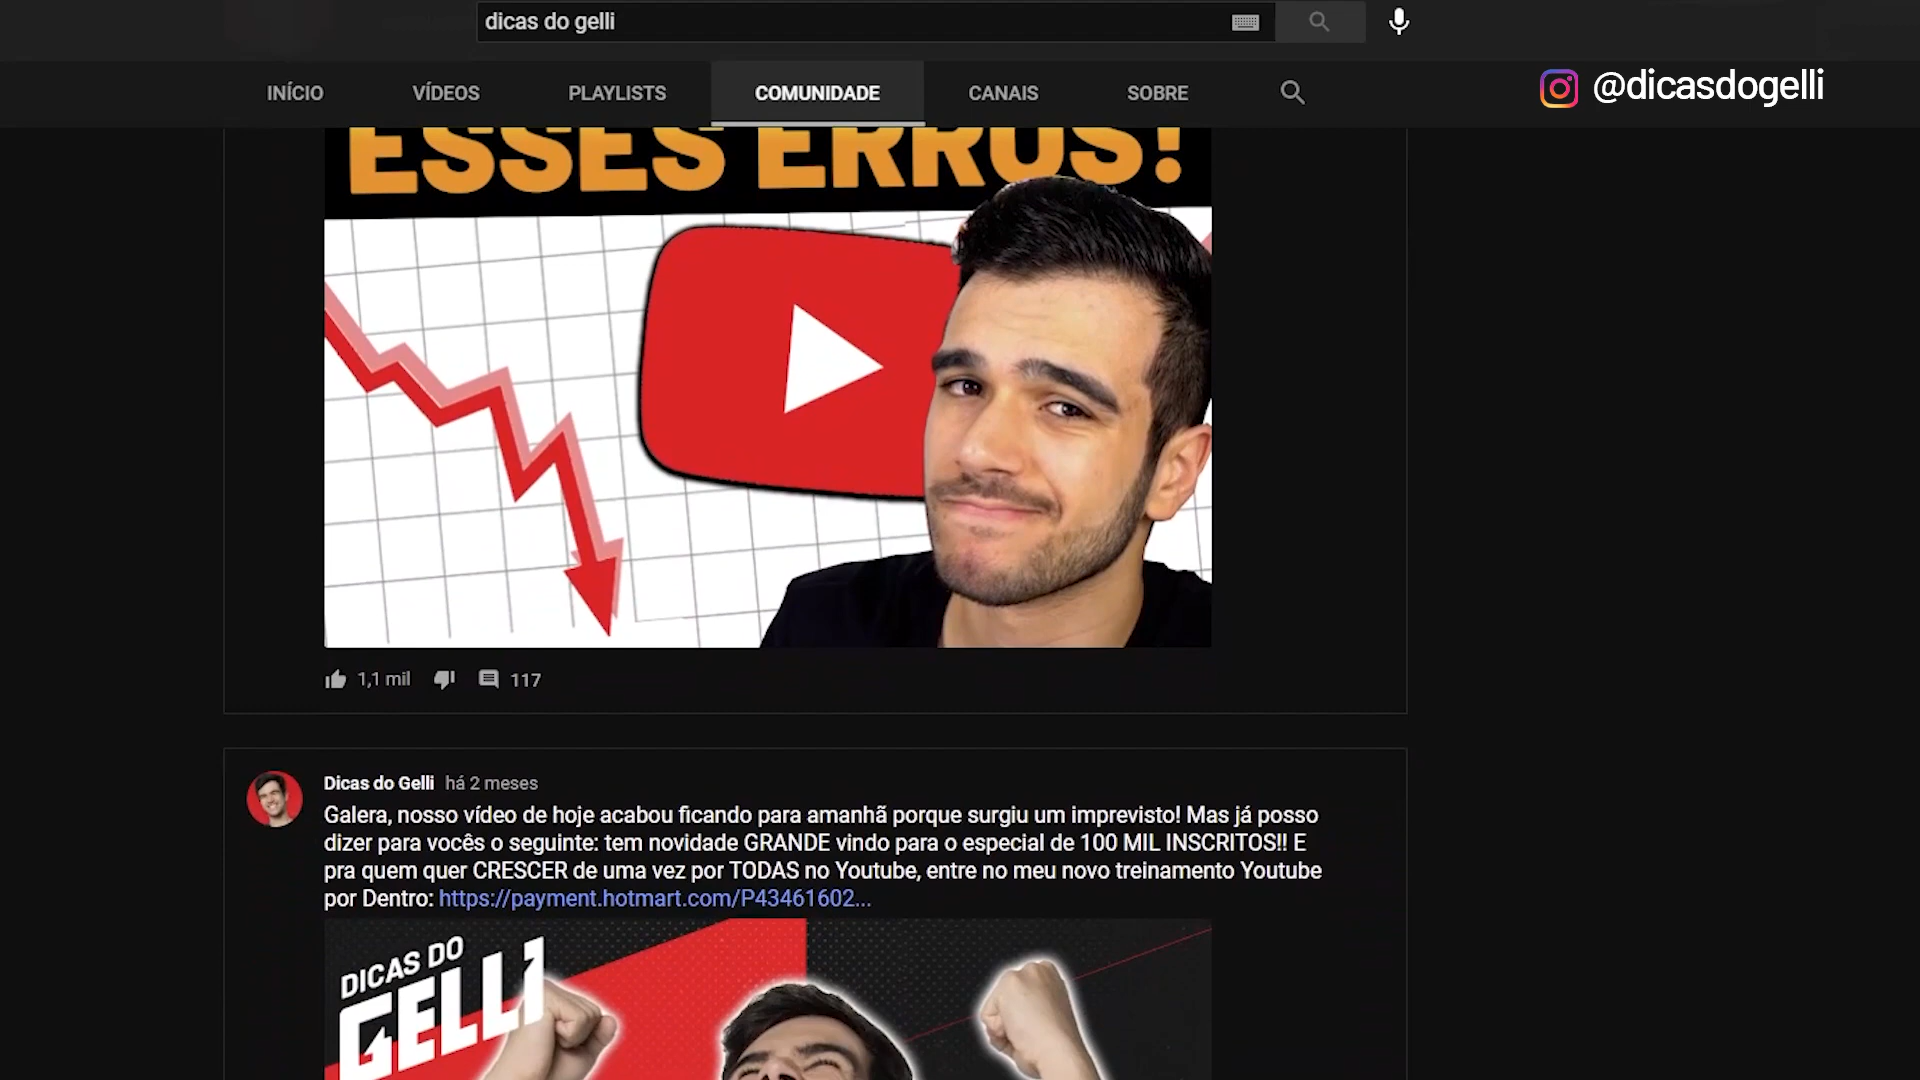 dicas do gelli
INÍCIO VÍDEOS PLAYLISTS COMUNIDADE CANAIS SOBRE
@dicasdogelli
ESSES ERROS!
1,1 mil 117
Dicas do Gelli há 2 meses
Galera, nosso vídeo de hoje acabou ficando para amanhã porque surgiu um imprevisto! Mas já posso
dizer para vocês o seguinte: tem novidade GRANDE vindo para o especial de 100 MIL INSCRITOS!! E
pra quem quer CRESCER de uma vez por TODAS no Youtube, entre no meu novo treinamento Youtube
por Dentro: https://payment.hotmart.com/P43461602...
DICAS DO
GELLI